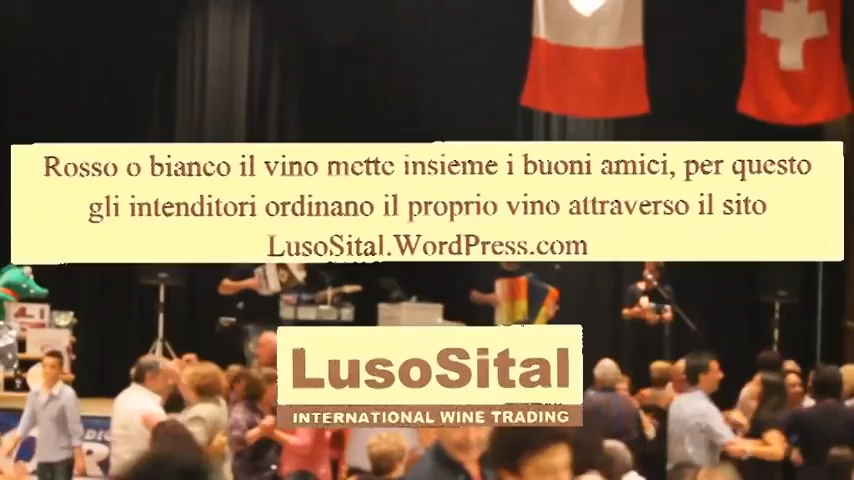 Rosso o bianco il vino mette insieme i buoni amici, per questo
gli intenditori ordinano il proprio vino attraverso il sito
LusoSital.WordPress.com
LusoSital
INTERNATIONAL WINE TRADING